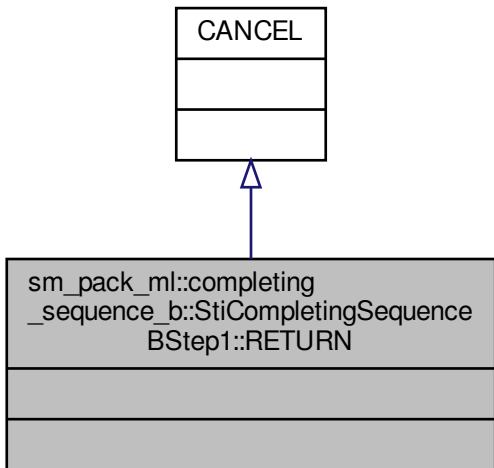 CANCEL
sm_pack_ml::completing
_sequence_b::StiCompletingSequence
BStep1::RETURN